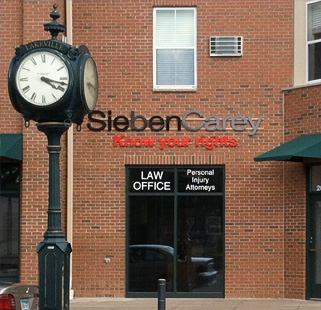 LAKEVILLE
SiebenCarey
Know your rights
LAW
OFFICE
Personal
Injury
Attorneys